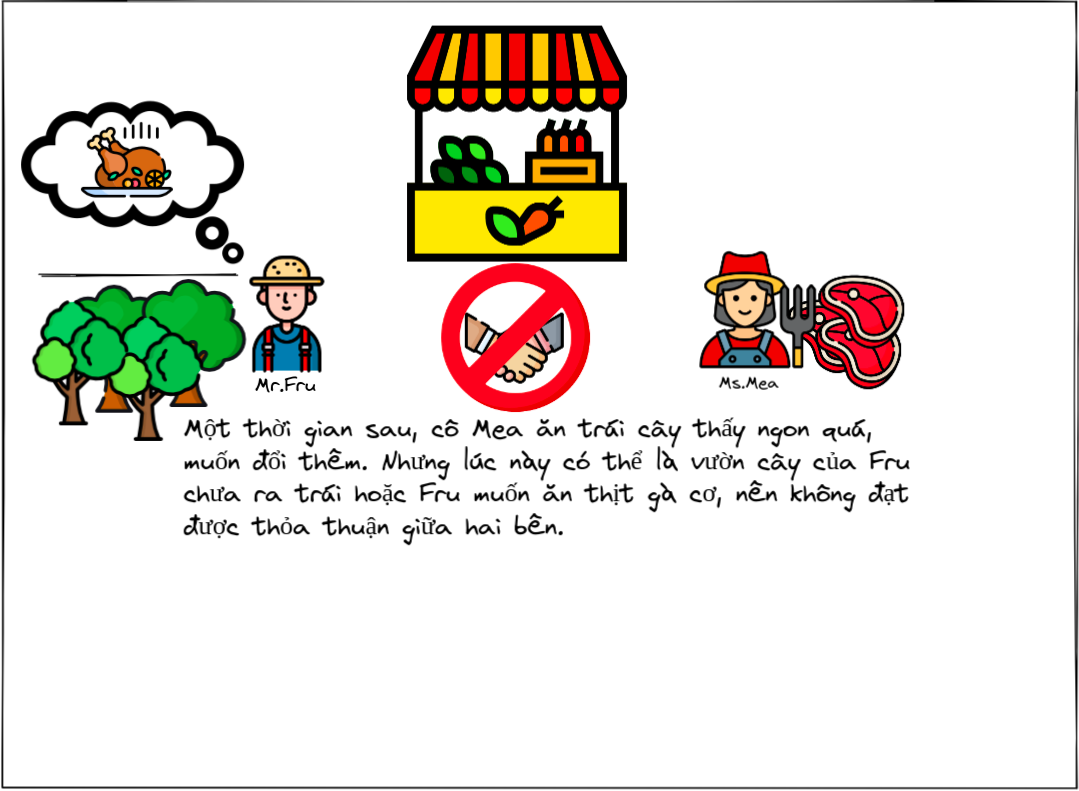 Mr.Fru
Ms.Mea
Một thời gian sau, cô Mea ăn trái cây thấy ngon quá,
muốn đổi thêm. Nhưng lúc này có thể là vườn cây của Fru
chưa ra trái hoặc Fru muốn ăn thịt gà cơ, nên không đạt
được thỏa thuận giữa hai bên.